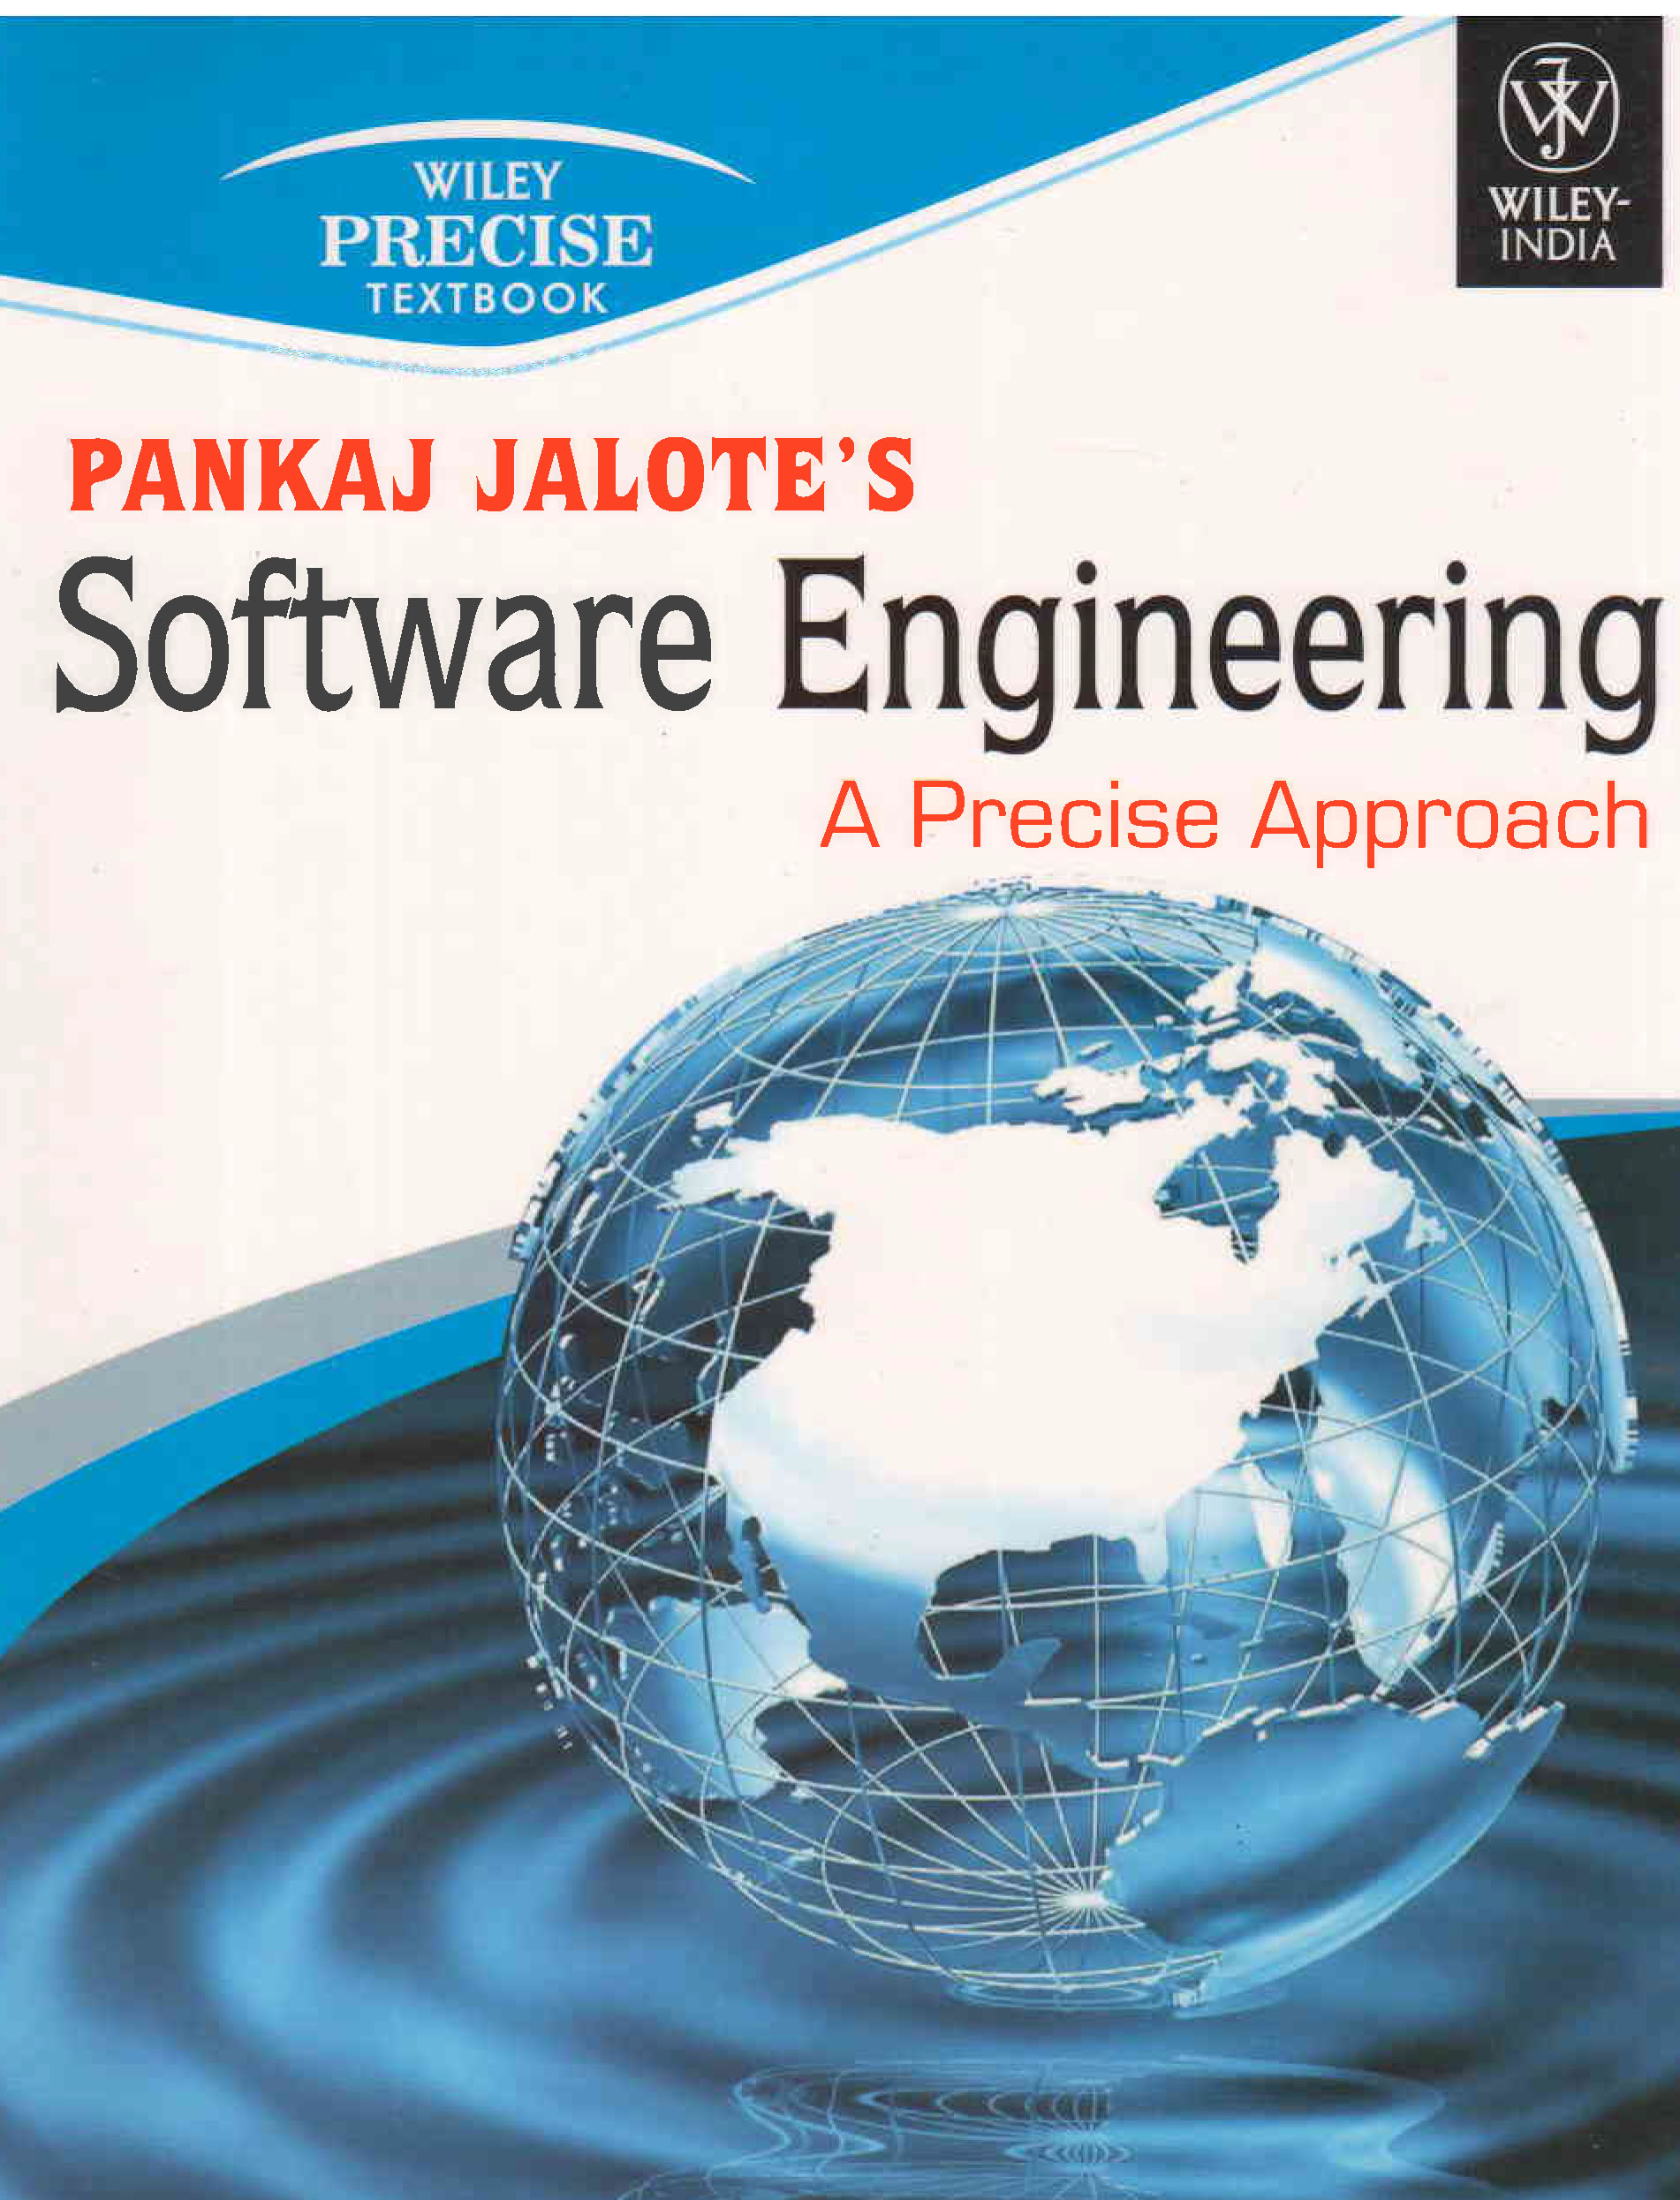 WILEY
PRECISE
TEXTBOOK
WILEY-
INDIA
PANKAJ JALOTE'S
Software Engineering
A Precise Approach